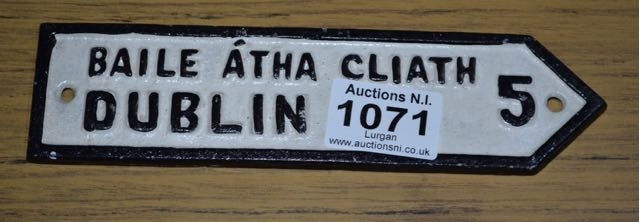 BAILE ÁTHA CLIATH
DUBLIN
5
Auctions N.I.
1071
Lurgan
www.auctionsni.co.uk